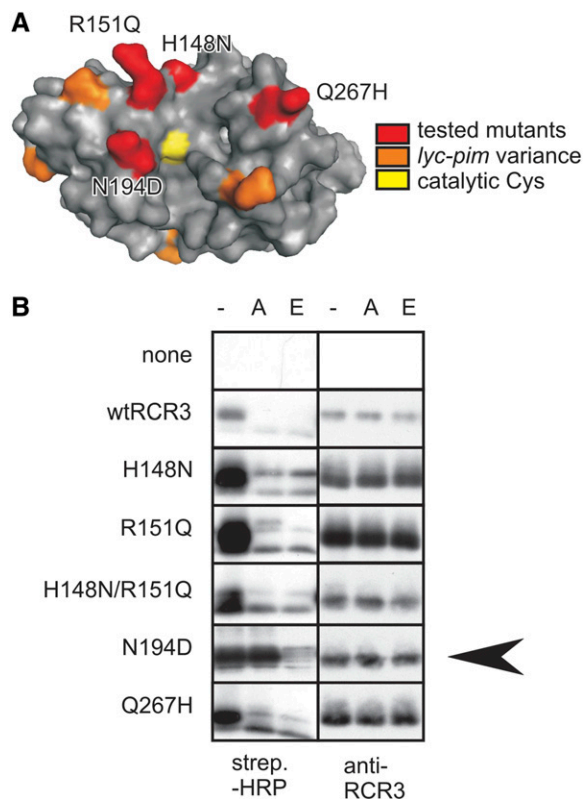 A
R151Q
H148N
Q267H
N194D
tested mutants
lyc-pim variance
catalytic Cys
B
- A E - A E
none
wtRCR3
H148N
R151Q
H148N/R151Q
N194D
Q267H
strep.
-HRP
anti-
RCR3